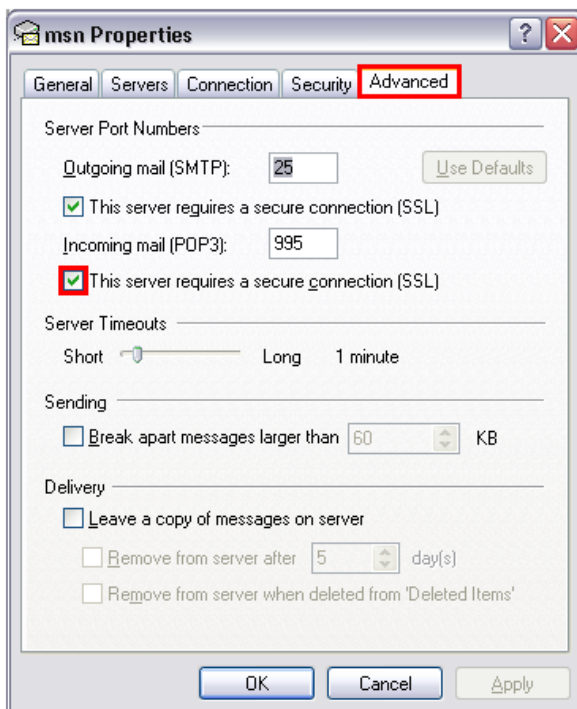 msn Properties
General Servers Connection Security Advanced
Server Port Numbers
Outgoing mail (SMTP): 25 Use Defaults
This server requires a secure connection (SSL)
Incoming mail (POP3): 995
This server requires a secure connection (SSL)
Server Timeouts
Short Long 1 minute
Sending
Break apart messages larger than 60 KB
Delivery
Leave a copy of messages on server
Remove from server after 5 day(s)
Remove from server when deleted from 'Deleted Items'
OK Cancel Apply